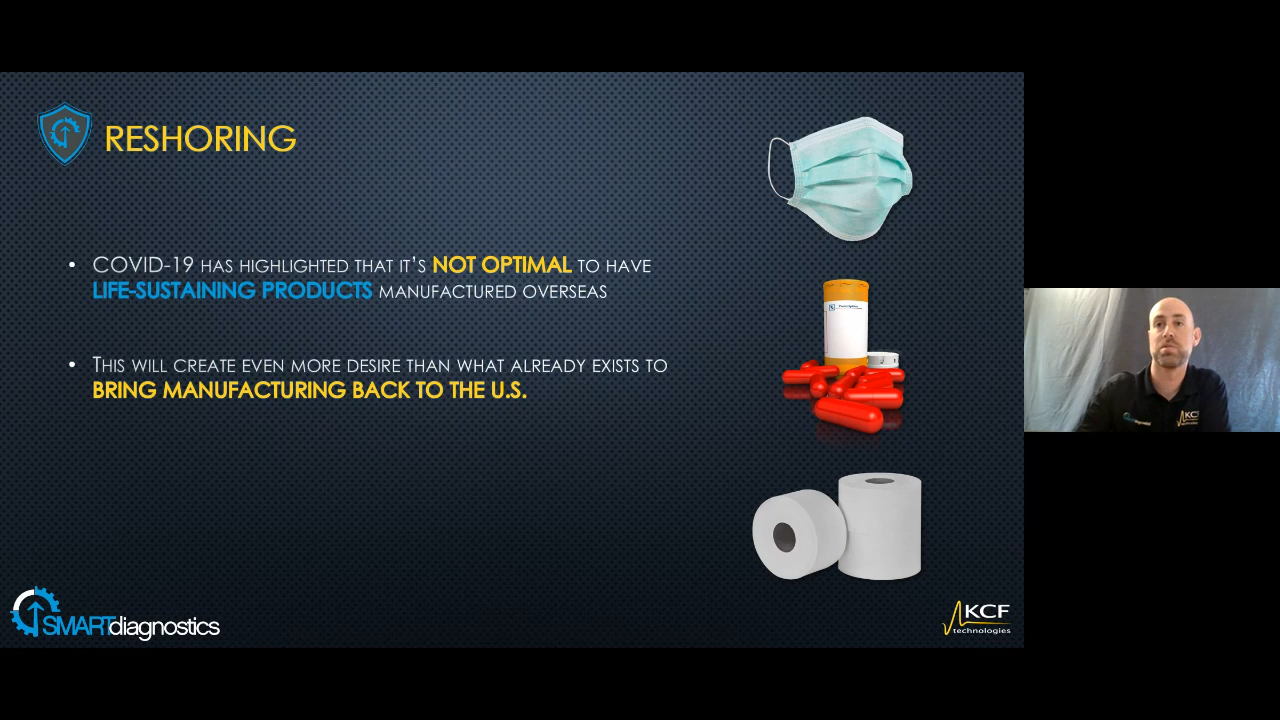 RESHORING
• COVID-19 HAS HIGHLIGHTED THAT IT'S NOT OPTIMAL TO HAVE
LIFE-SUSTAINING PRODUCTS MANUFACTURED OVERSEAS
• THIS WILL CREATE EVEN MORE DESIRE THAN WHAT ALREADY EXISTS TO
BRING MANUFACTURING BACK TO THE U.S.
SMARTdiagnostics
KCF
technologies
KCF